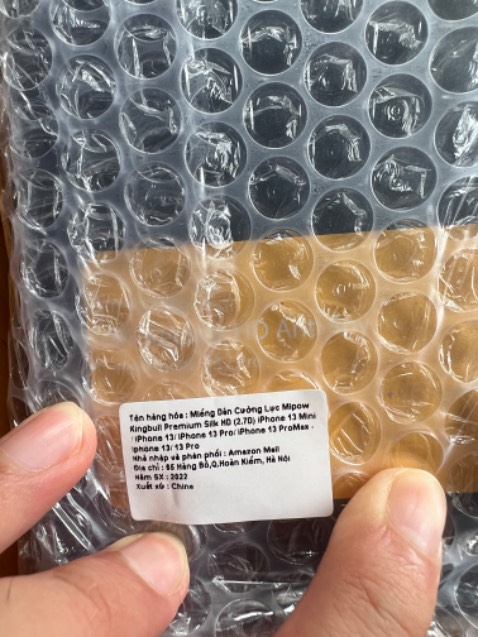 Tên hàng hóa : Miếng Dán Cường Lực Mipow
Kingbull Premium Silk HD (2.7D) iPhone 13 Mini
/ iPhone 13/ iPhone 13 Pro/ iPhone 13 ProMax -
Iphone 13/13 Pro
Nhà nhập và phân phối : Amazon Mall
Địa chỉ : 85 Hàng Bồ,Q.Hoàn Kiếm, Hà Nội
Năm SX : 2022
Xuất xứ : China